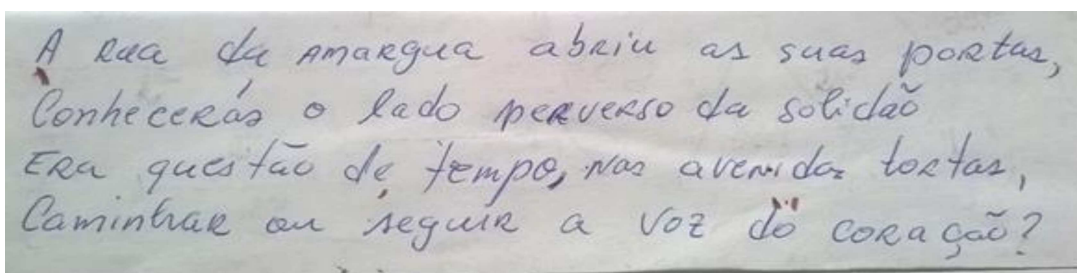 A Rua da Amargua abriu as suas portas,
Conhecerás o lado perverso da solidão
Era questão de tempo, nas avenidas tortas,
Caminhar ou seguir a voz do coração?